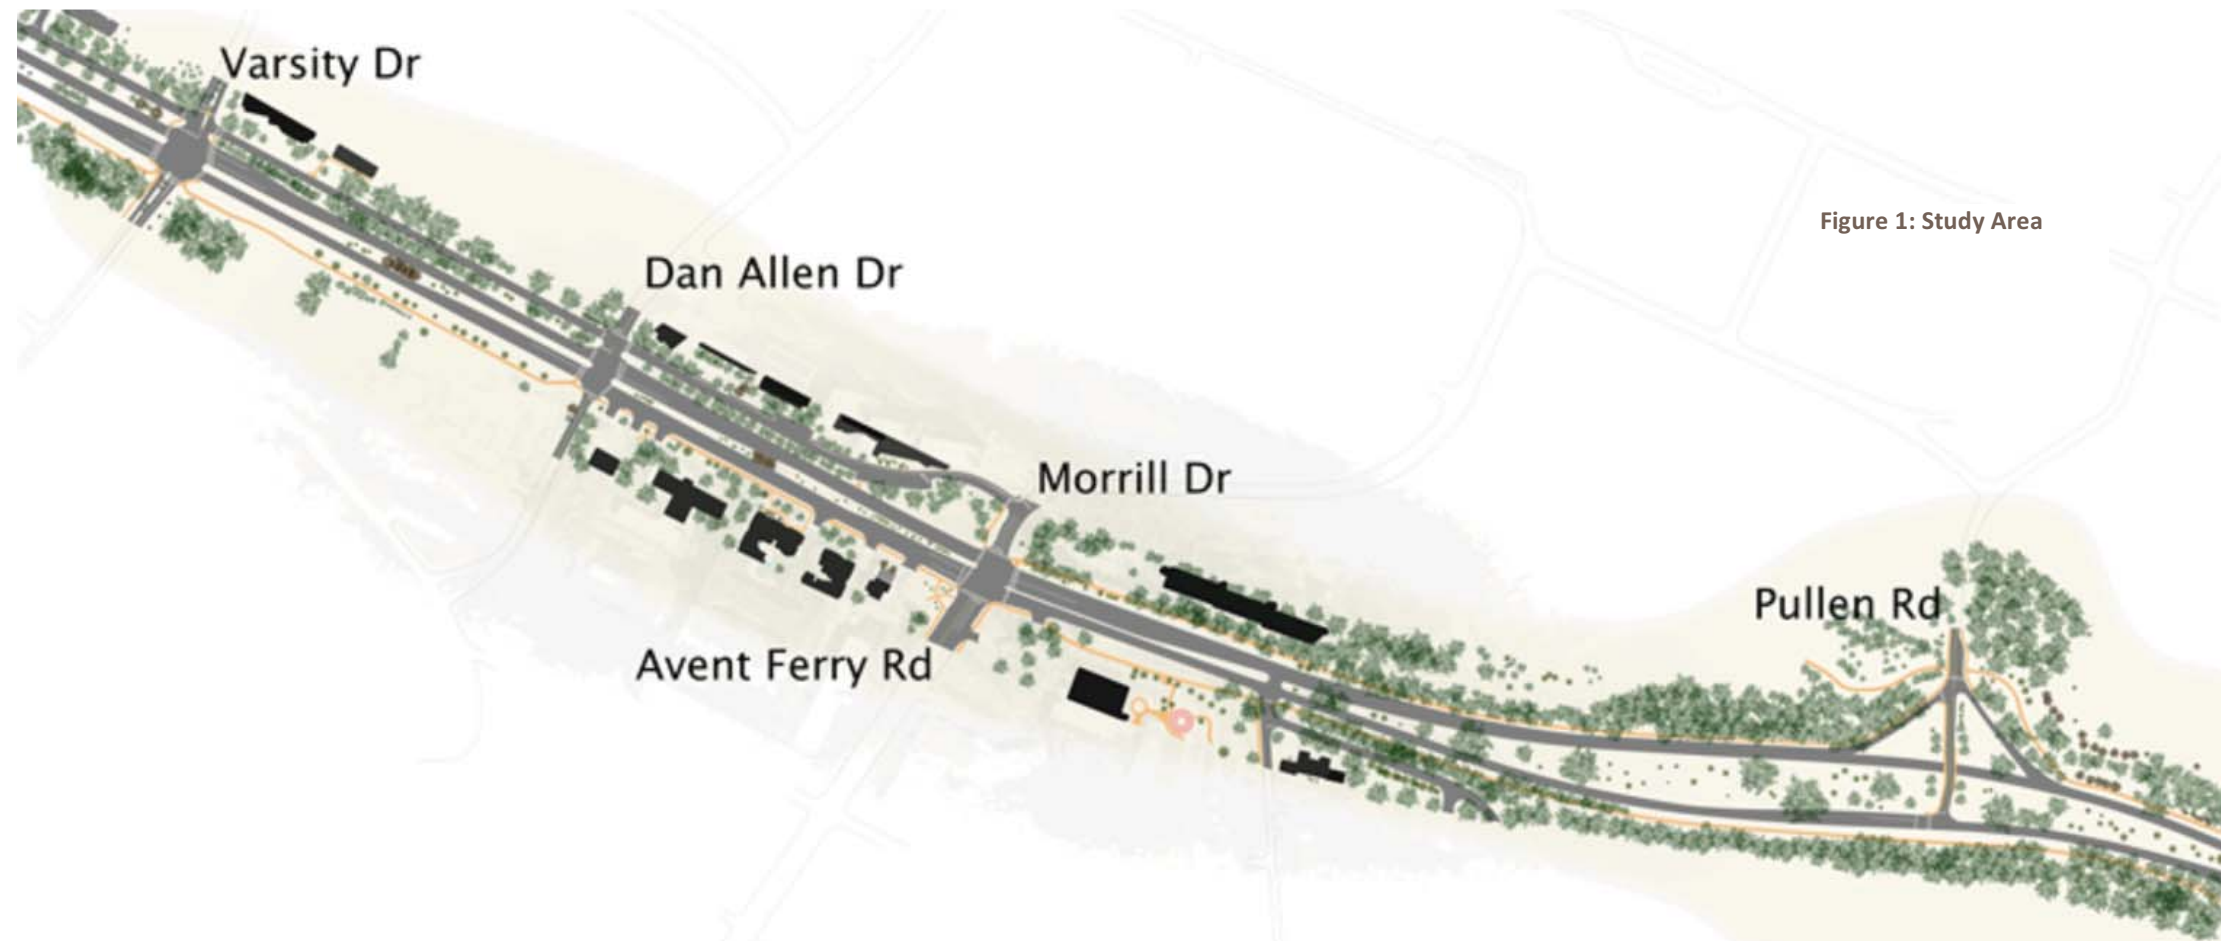 Varsity Dr
Figure 1: Study Area
Dan Allen Dr
Morrill Dr
Pullen Rd
Avent Ferry Rd